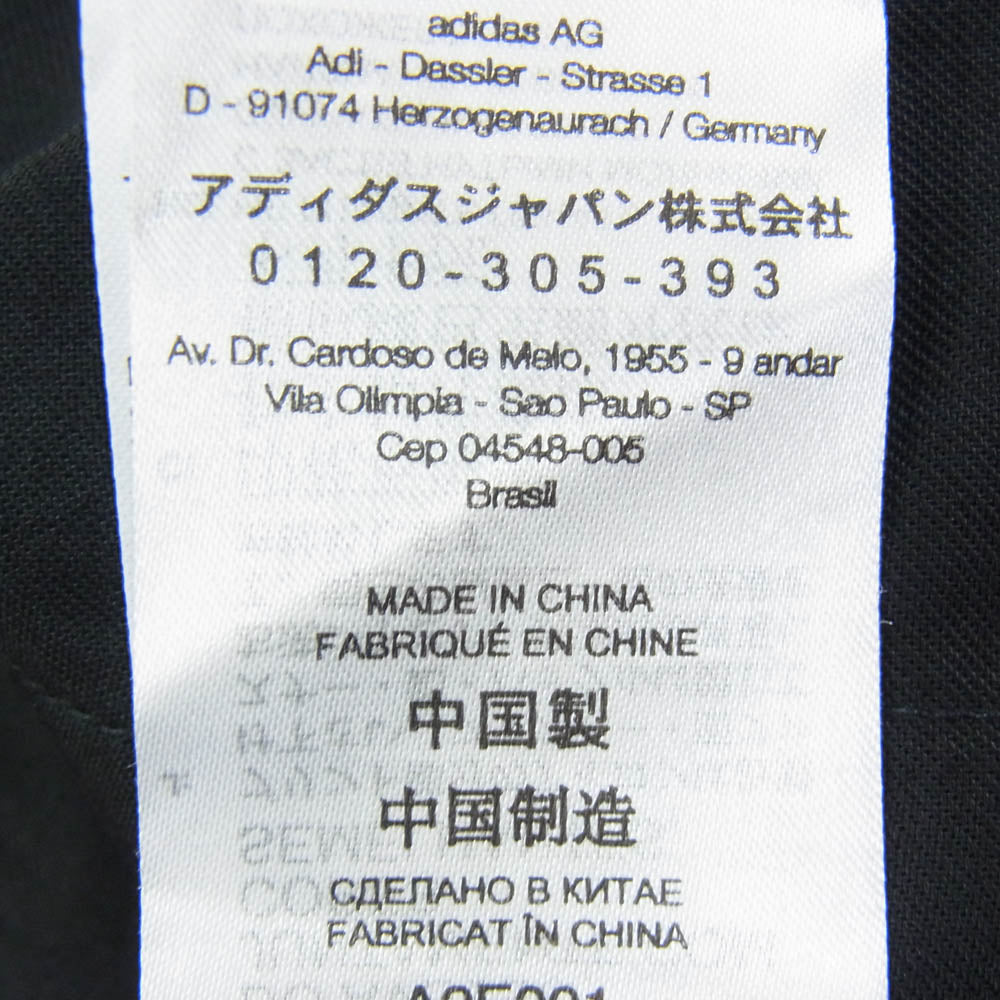 adidas AG
Adi - Dassler - Strasse 1
D - 91074 Herzogenaurach / Germany
アディダスジャパン株式会社
0120-305-393
Av. Dr. Cardoso de Melo, 1955 - 9 andar
Vila Olimpia - Sao Paulo - SP
Cep 04548-005
Brasil
MADE IN CHINA
FABRIQUÉ EN CHINE
中国製
中国制造
СДЕЛАНО В КИТАЕ
FABRICAT ÎN CHINA